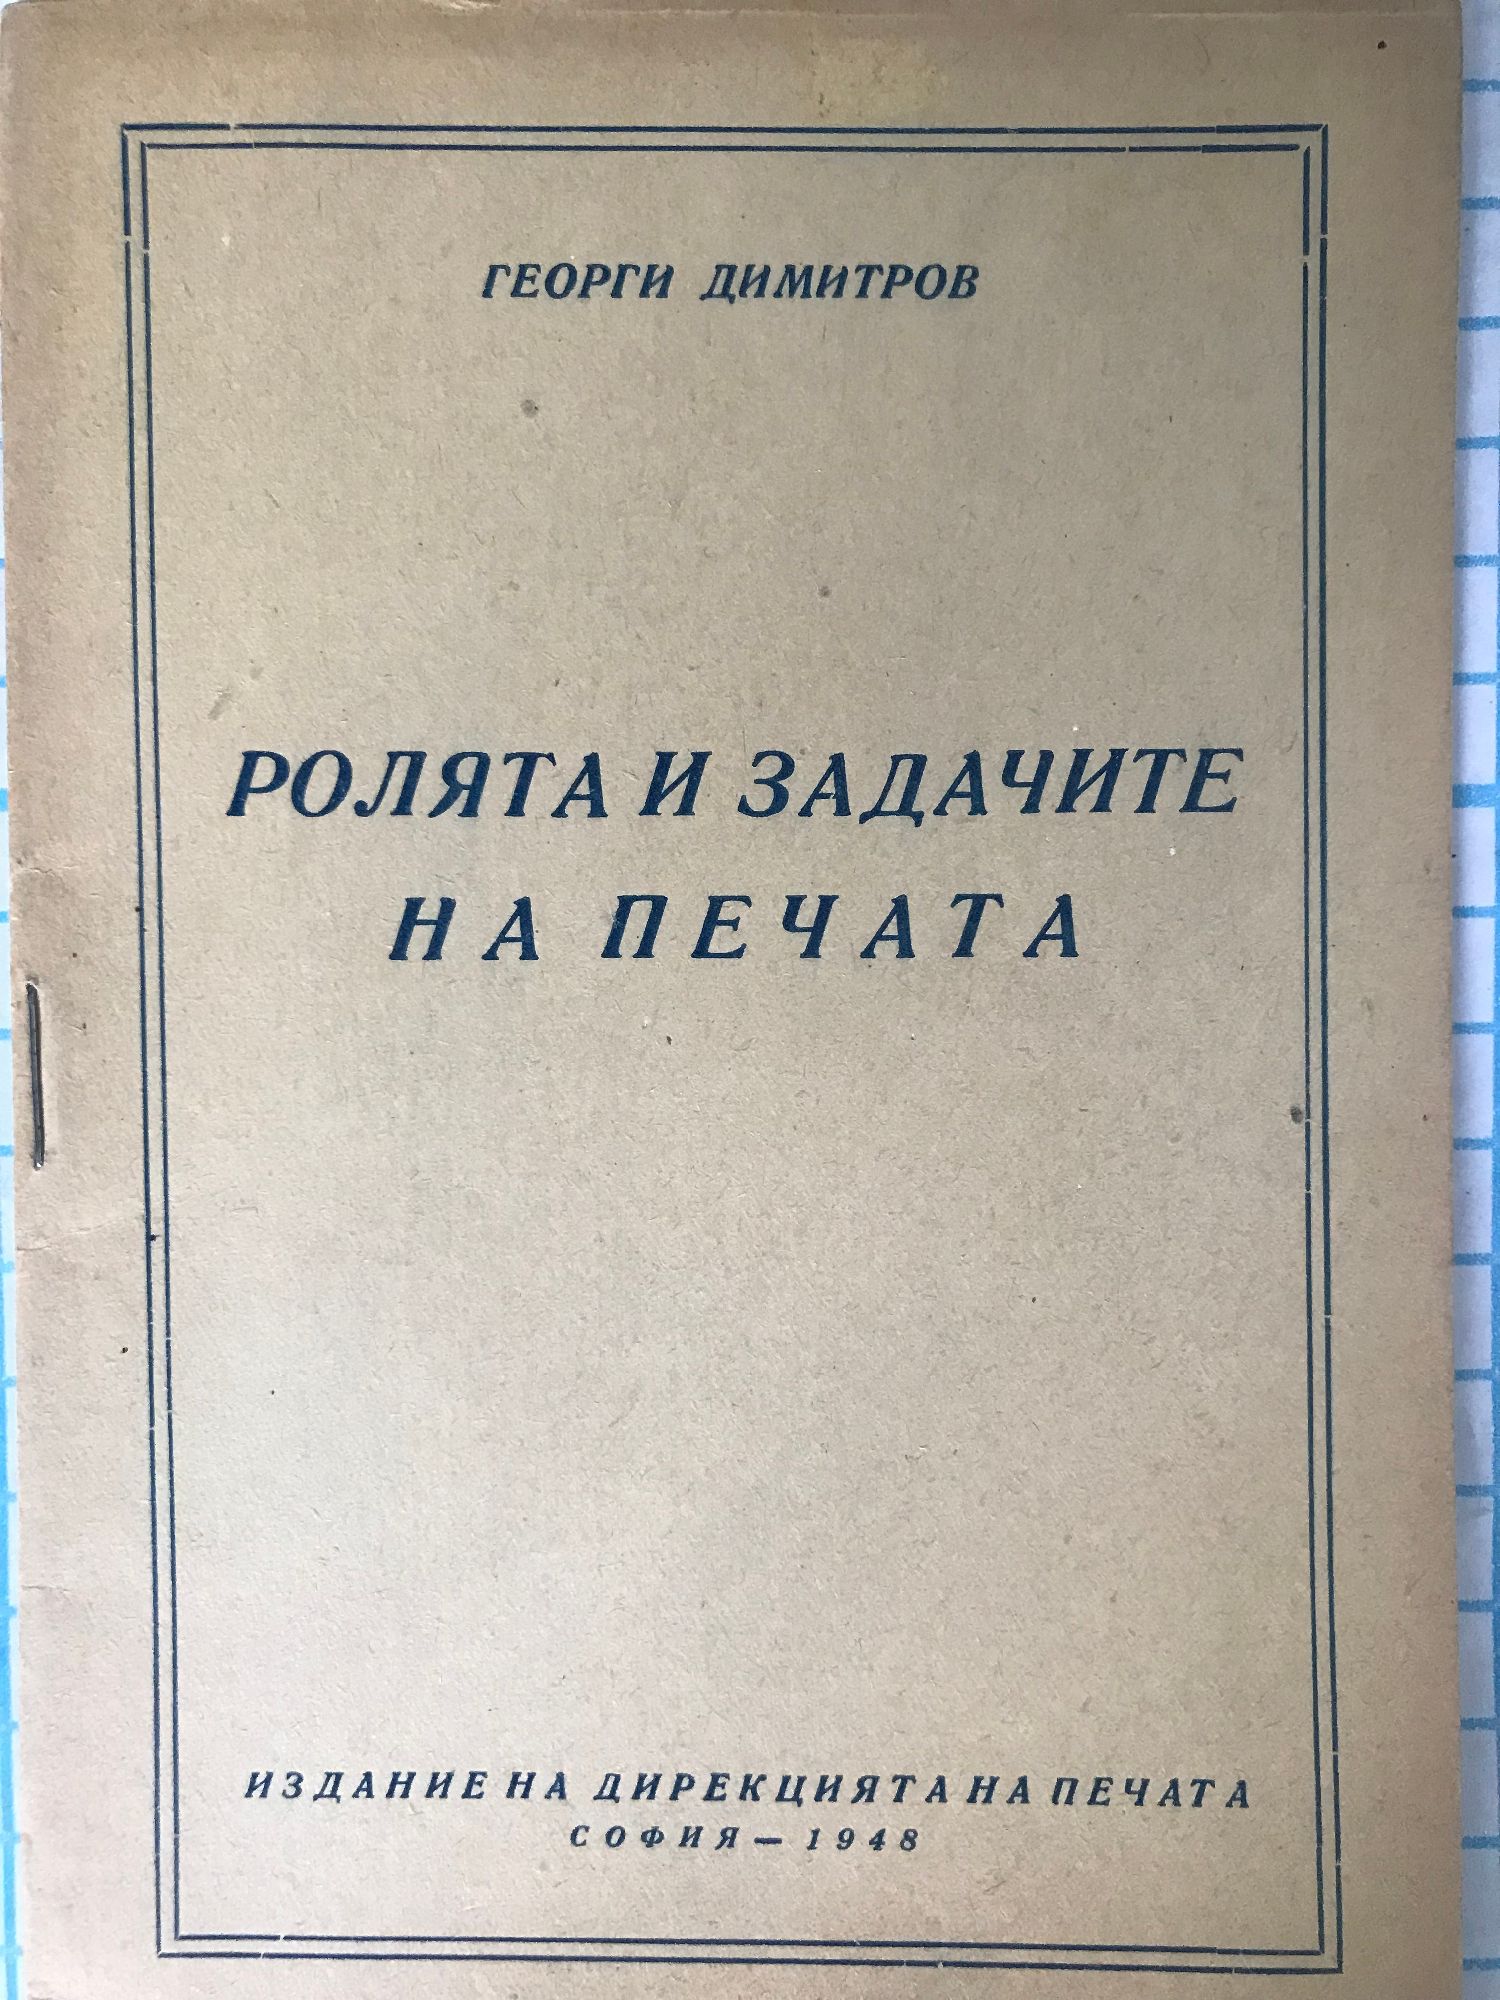 ГЕОРГИ ДИМИТРОВ
РОЛЯТА И ЗАДАЧИТЕ
НА ПЕЧАТА
ИЗДАНИЕ НА ДИРЕКЦИЯТА НА ПЕЧАТА
СОФИЯ — 1948